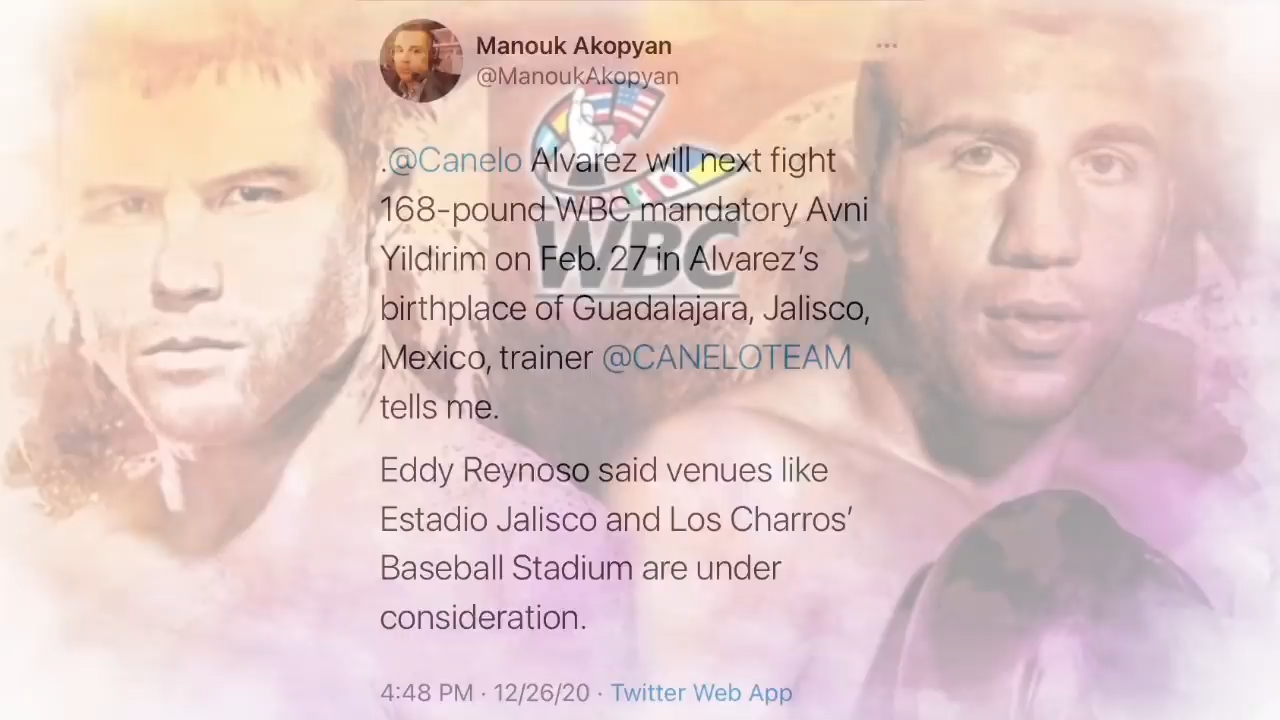 Manouk Akopyan
@ManoukAkopyan
.@Canelo Alvarez will next fight
168-pound WBC mandatory Avni
Yildirim on Feb. 27 in Alvarez’s
birthplace of Guadalajara, Jalisco,
Mexico, trainer @CANELOTEAM
tells me.
Eddy Reynoso said venues like
Estadio Jalisco and Los Charros’
Baseball Stadium are under
consideration.
4:48 PM · 12/26/20 · Twitter Web App
WBC